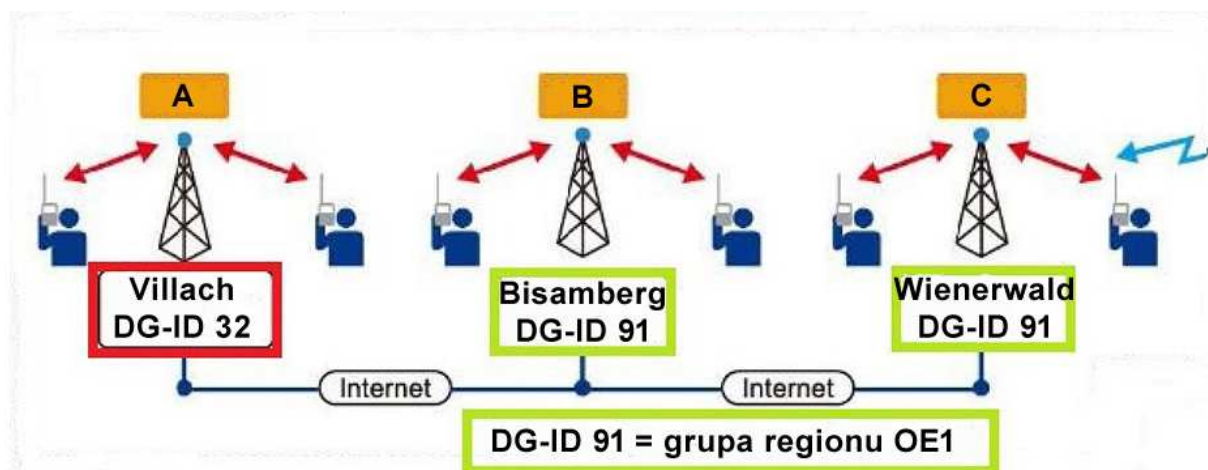 A
B
C
Villach
DG-ID 32
Bisamberg
DG-ID 91
Wienerwald
DG-ID 91
Internet
Internet
DG-ID 91 = grupa regionu OE1